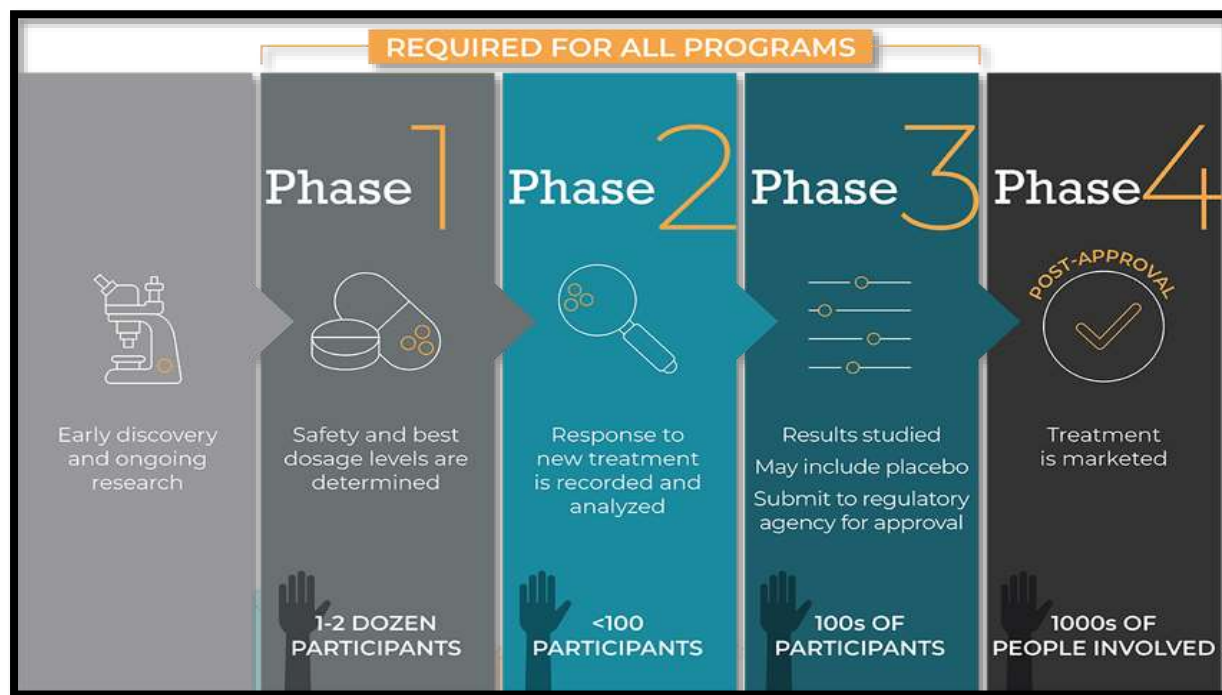 REQUIRED FOR ALL PROGRAMS
Early discovery
and ongoing
research
Phase 1
Safety and best
dosage levels are
determined
1-2 DOZEN
PARTICIPANTS
Phase 2
Response to
new treatment
is recorded and
analyzed
<100
PARTICIPANTS
Phase 3
Results studied
May include placebo
Submit to regulatory
agency for approval
100s OF
PARTICIPANTS
Phase 4
POST-APPROVAL
Treatment
is marketed
1000s OF
PEOPLE INVOLVED